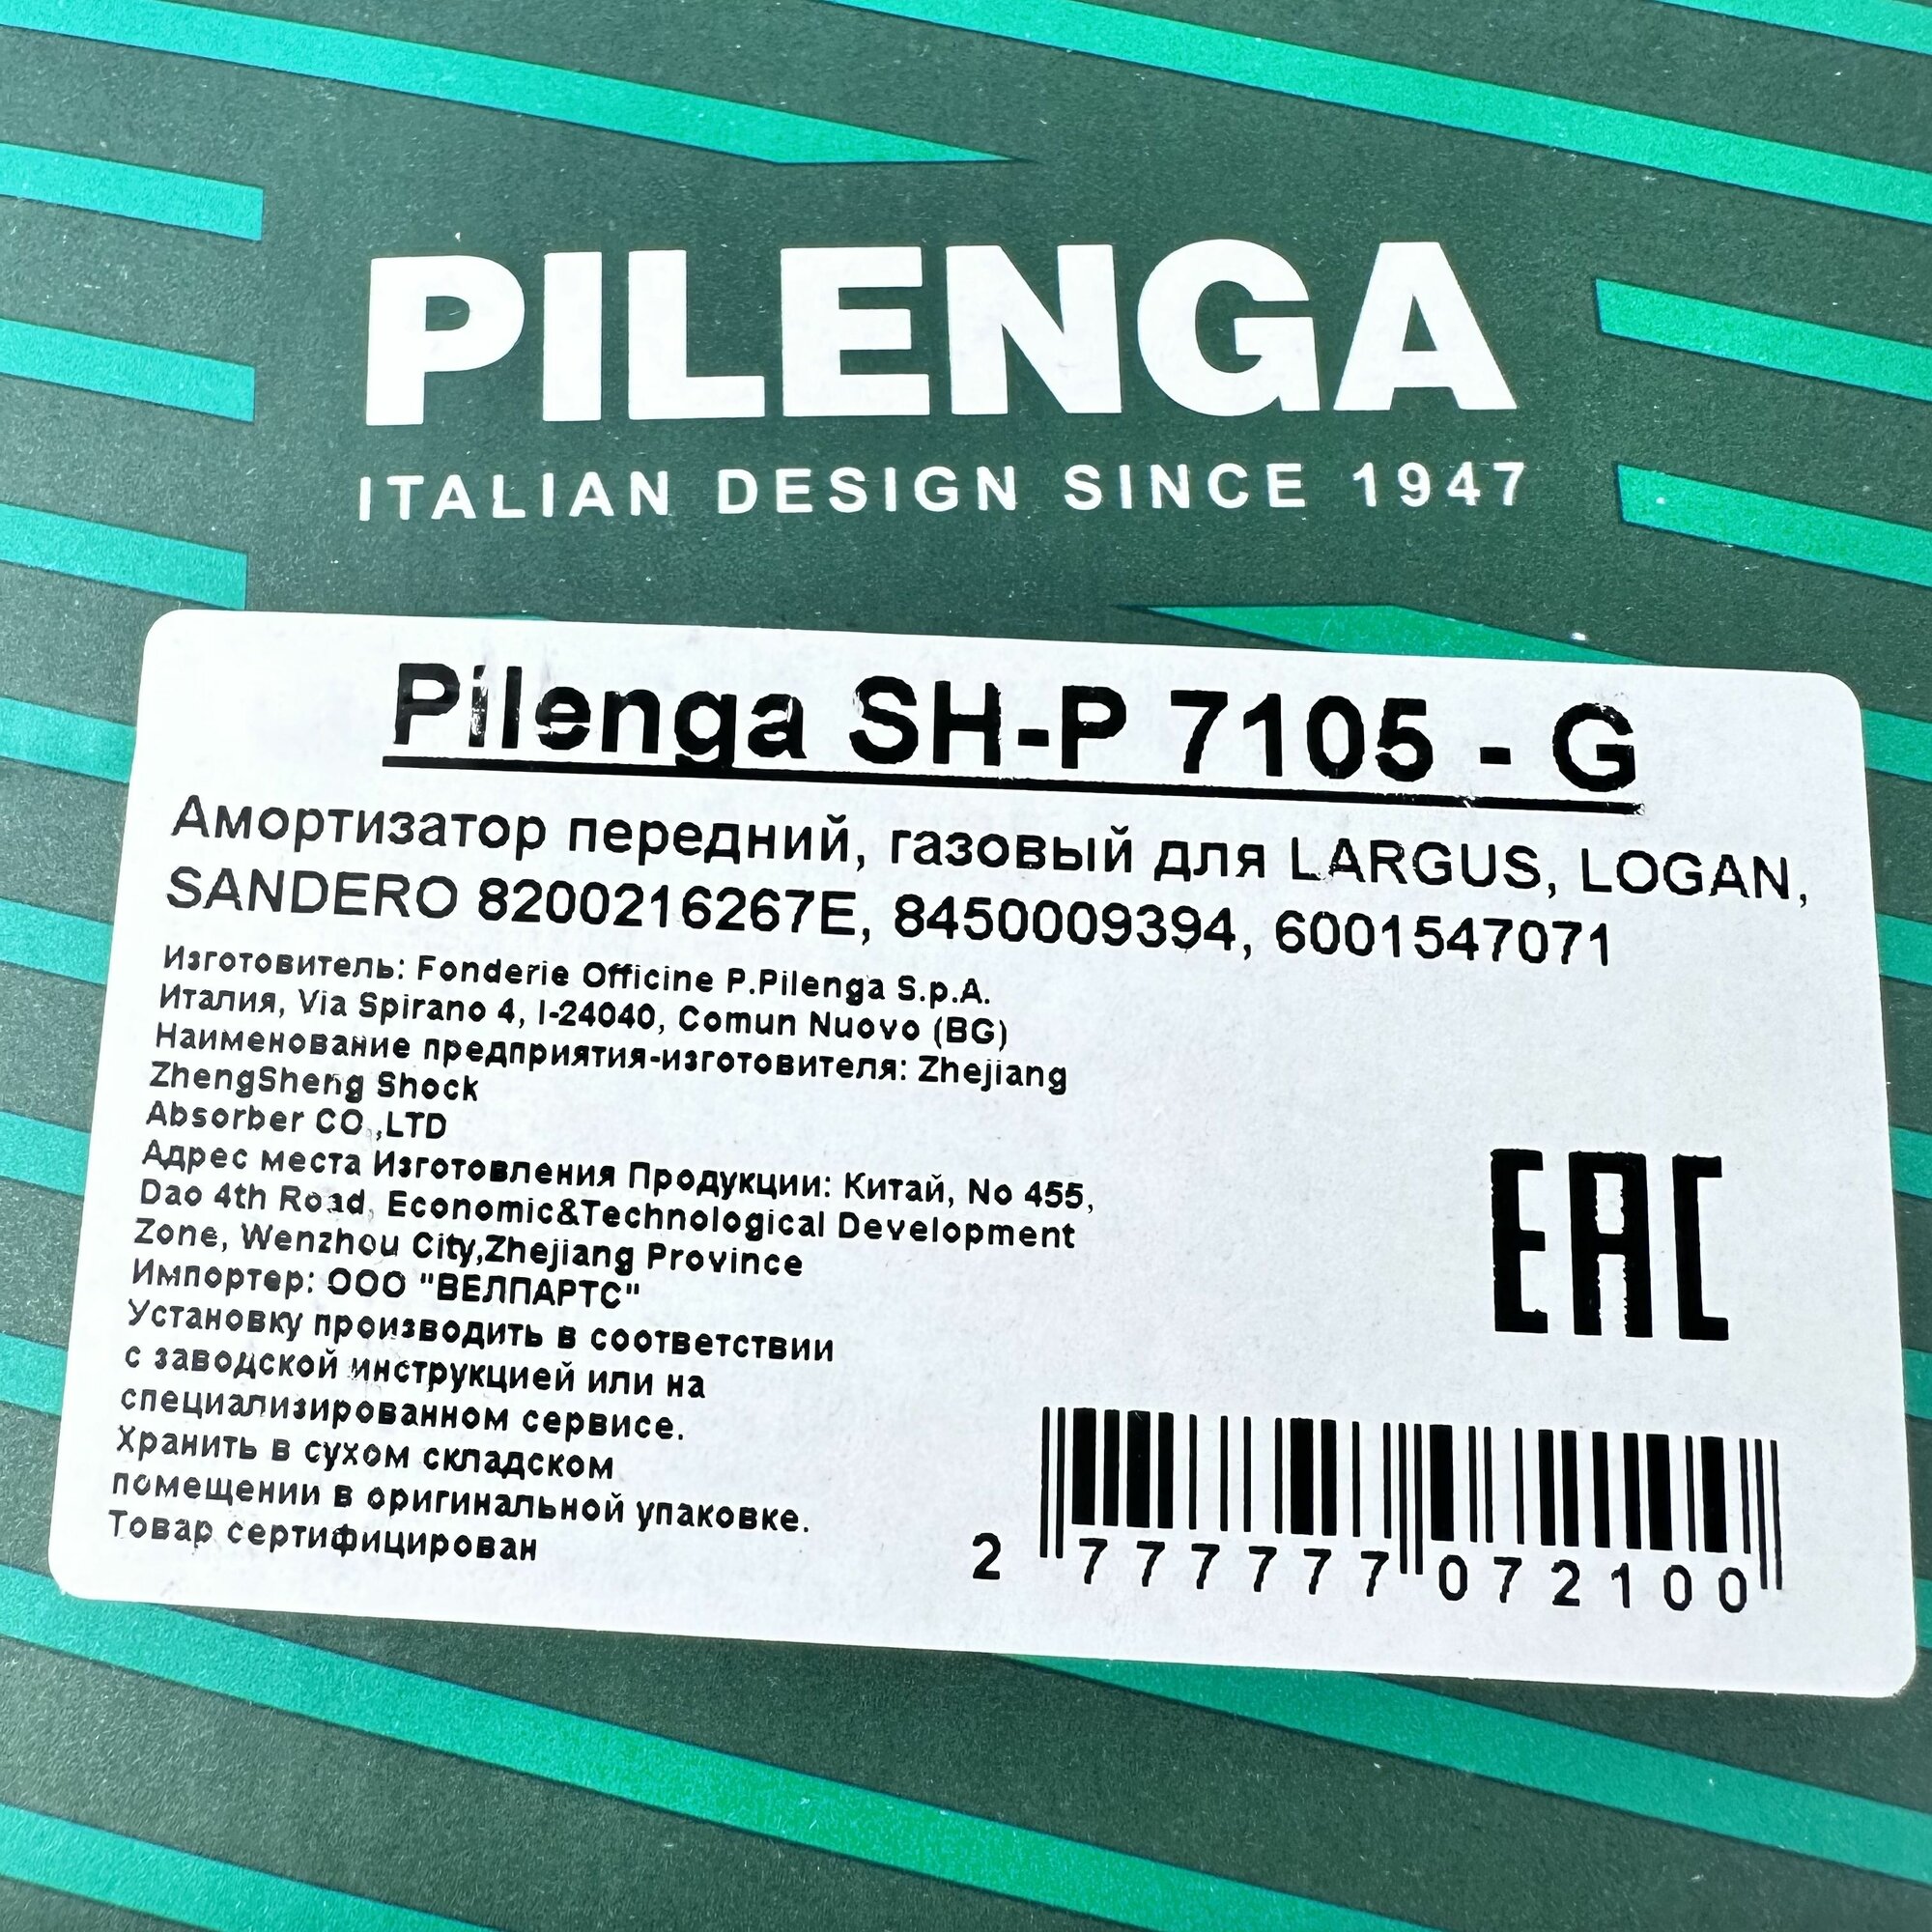 PILENGA
ITALIAN DESIGN SINCE 1947
Pilenga SH-P 7105 - G
Амортизатор передний, газовый для LARGUS, LOGAN,
SANDERO 8200216267E, 8450009394, 6001547071
Изготовитель: Fonderie Officine P.Pilenga S.p.A.
Италия, Via Spirano 4, I-24040, Comun Nuovo (BG)
Наименование предприятия-изготовителя: Zhejiang
ZhengSheng Shock
Absorber CO.,LTD
Адрес места Изготовления Продукции: Китай, No 455,
Dao 4th Road, Economic&Technological Development
Zone, Wenzhou City,Zhejiang Province
Импортер: ООО "ВЕЛПАРТС"
Установку производить в соответствии
с заводской инструкцией или на
специализированном сервисе.
Хранить в сухом складском
помещении в оригинальной упаковке.
Товар сертифицирован
EAC
2 777777 072100